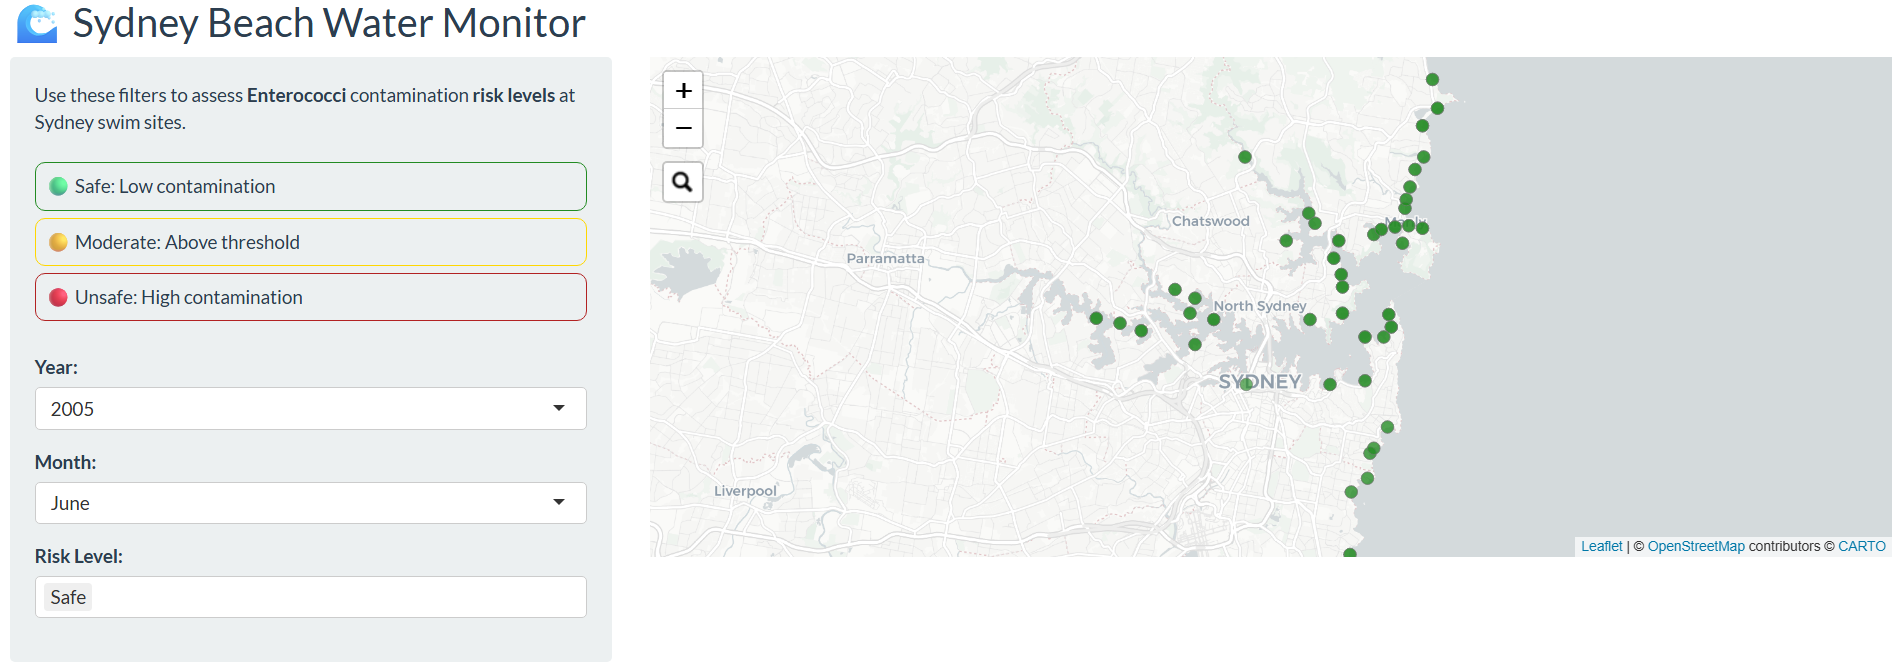 Sydney Beach Water Monitor
Use these filters to assess Enterococci contamination risk levels at
Sydney swim sites.
Safe: Low contamination
Moderate: Above threshold
Unsafe: High contamination
Year:
2005
Month:
June
Risk Level:
Safe
+
−
Chatswood
Manly
Parramatta
North Sydney
SYDNEY
Liverpool
Leaflet | © OpenStreetMap contributors © CARTO